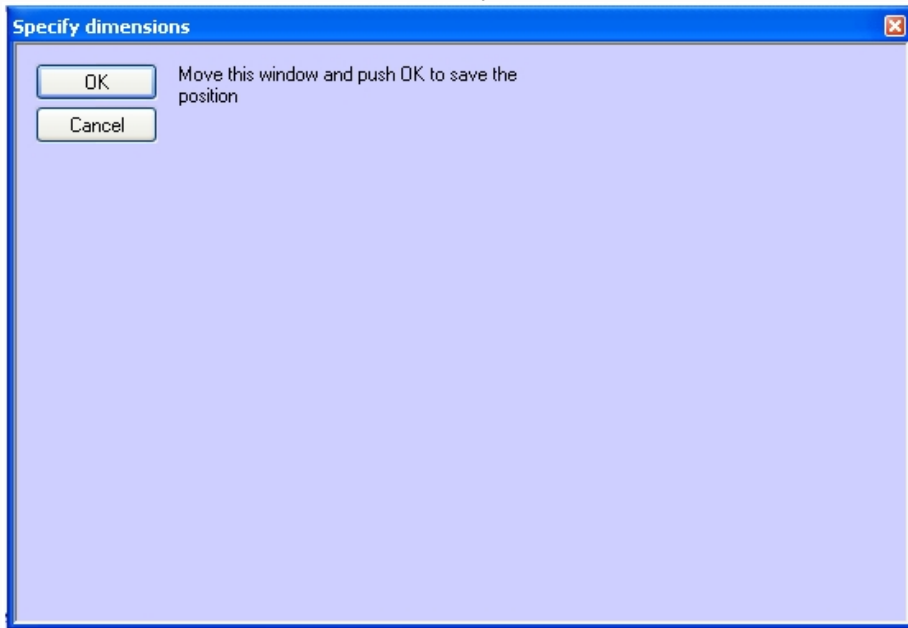 Specify dimensions
OK
Move this window and push OK to save the
position
Cancel